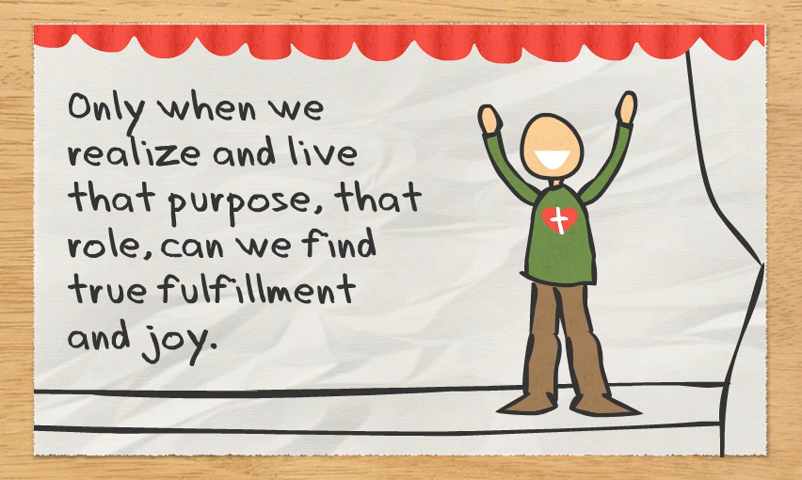 Only when we
realize and live
that purpose, that
role, can we find
true fulfillment
and joy.